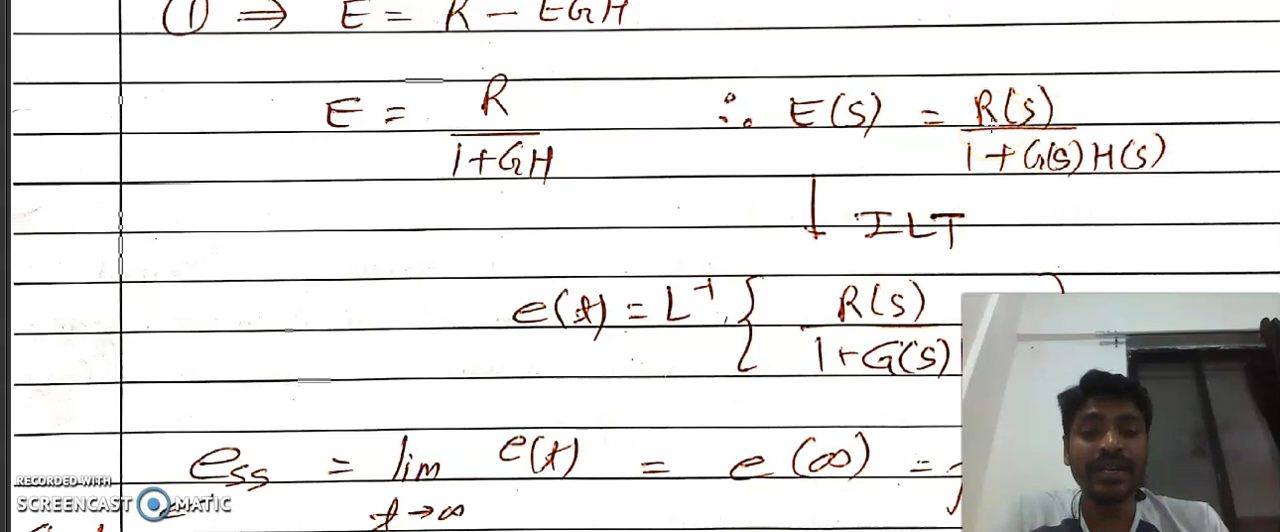 ① ⇒ E = R - EGH
E = R / 1+GH ∴ E(s) = R(s) / 1+G(s)H(s)
↓ ILT
e(t) = L⁻¹ { R(s) / 1+G(s)
ess = lim t→∞ e(t) = e(∞) =
RECORDED WITH
SCREENCAST MATIC